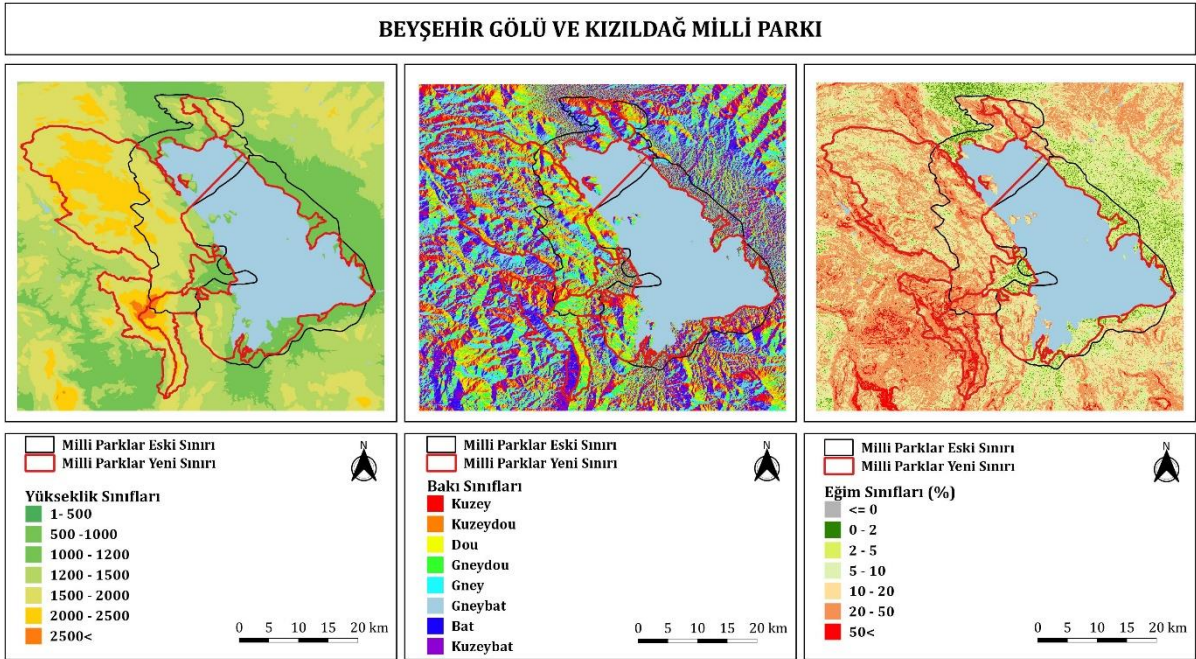 BEYŞEHİR GÖLÜ VE KIZILDAĞ MİLLİ PARKI
Milli Parklar Eski Sınırı
Milli Parklar Yeni Sınırı
N
Yükseklik Sınıfları
1- 500
500 -1000
1000 - 1200
1200 - 1500
1500 - 2000
2000 - 2500
2500<
0 5 10 15 20 km
Milli Parklar Eski Sınırı
Milli Parklar Yeni Sınırı
N
Bakı Sınıfları
Kuzey
Kuzeydou
Dou
Gneydou
Gney
Gneybat
Bat
Kuzeybat
0 5 10 15 20 km
Milli Parklar Eski Sınırı
Milli Parklar Yeni Sınırı
N
Eğim Sınıfları (%)
<= 0
0 - 2
2 - 5
5 - 10
10 - 20
20 - 50
50<
0 5 10 15 20 km